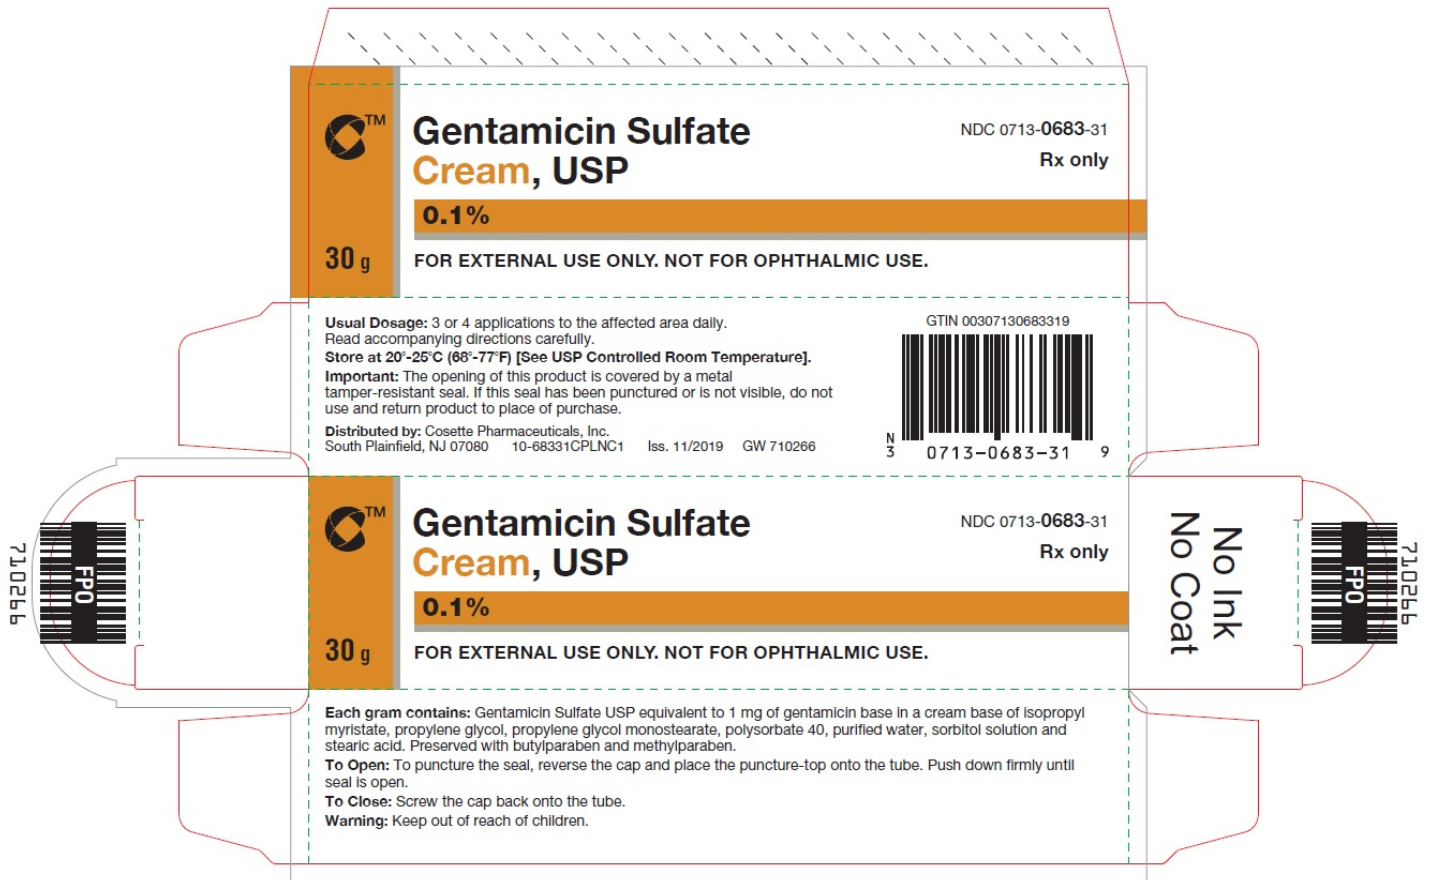 TM
Gentamicin Sulfate
Cream, USP
NDC 0713-0683-31
Rx only
0.1%
30 g
FOR EXTERNAL USE ONLY. NOT FOR OPHTHALMIC USE.
Usual Dosage: 3 or 4 applications to the affected area daily.
Read accompanying directions carefully.
Store at 20°-25°C (68°-77°F) [See USP Controlled Room Temperature].
Important: The opening of this product is covered by a metal
tamper-resistant seal. If this seal has been punctured or is not visible, do not
use and return product to place of purchase.
Distributed by: Cosette Pharmaceuticals, Inc.
South Plainfield, NJ 07080 10-68331CPLNC1 Iss. 11/2019 GW 710266
GTIN 00307130683319
N
3 0713-0683-31 9
TM
Gentamicin Sulfate
Cream, USP
NDC 0713-0683-31
Rx only
0.1%
30 g
FOR EXTERNAL USE ONLY. NOT FOR OPHTHALMIC USE.
710266
FPO
No Ink
No Coat
FPO
710266
Each gram contains: Gentamicin Sulfate USP equivalent to 1 mg of gentamicin base in a cream base of isopropyl
myristate, propylene glycol, propylene glycol monostearate, polysorbate 40, purified water, sorbitol solution and
stearic acid. Preserved with butylparaben and methylparaben.
To Open: To puncture the seal, reverse the cap and place the puncture-top onto the tube. Push down firmly until
seal is open.
To Close: Screw the cap back onto the tube.
Warning: Keep out of reach of children.